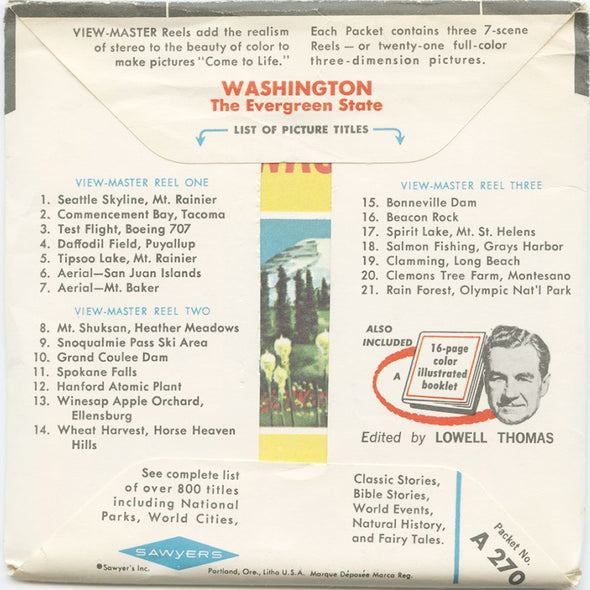 VIEW-MASTER Reels add the realism
of stereo to the beauty of color to
make pictures "Come to Life."
Each Packet contains three 7-scene
Reels — or twenty-one full-color
three-dimension pictures.
WASHINGTON
The Evergreen State
LIST OF PICTURE TITLES
VIEW-MASTER REEL ONE
1. Seattle Skyline, Mt. Rainier
2. Commencement Bay, Tacoma
3. Test Flight, Boeing 707
4. Daffodil Field, Puyallup
5. Tipsoo Lake, Mt. Rainier
6. Aerial—San Juan Islands
7. Aerial—Mt. Baker
VIEW-MASTER REEL TWO
8. Mt. Shuksan, Heather Meadows
9. Snoqualmie Pass Ski Area
10. Grand Coulee Dam
11. Spokane Falls
12. Hanford Atomic Plant
13. Winesap Apple Orchard,
Ellensburg
14. Wheat Harvest, Horse Heaven
Hills
VIEW-MASTER REEL THREE
15. Bonneville Dam
16. Beacon Rock
17. Spirit Lake, Mt. St. Helens
18. Salmon Fishing, Grays Harbor
19. Clamming, Long Beach
20. Clemons Tree Farm, Montesano
21. Rain Forest, Olympic Nat'l Park
ALSO
INCLUDED
A
16-page
color
illustrated
booklet
Edited by LOWELL THOMAS
See complete list
of over 800 titles
including National
Parks, World Cities,
Classic Stories,
Bible Stories,
World Events,
Natural History,
and Fairy Tales.
SAWYER'S
®Sawyer's Inc.
Portland, Ore., Litho U.S.A. Marque Déposée Marca Reg.
Packet No.
A 270